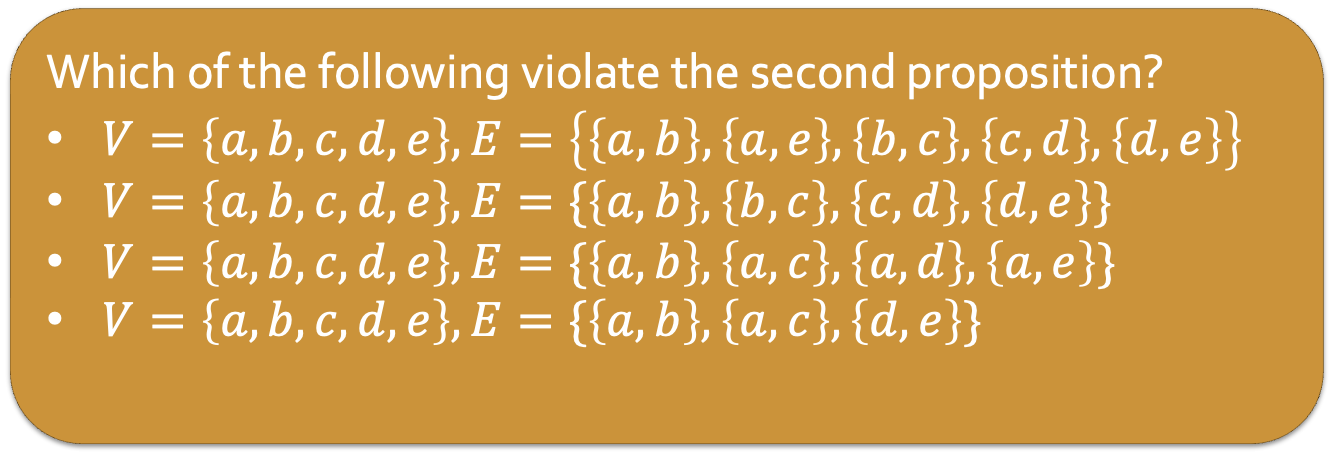 Which of the following violate the second proposition?
• V = {a, b, c, d, e}, E = {{a, b}, {a, e}, {b, c}, {c, d}, {d, e}}
• V = {a, b, c, d, e}, E = {{a, b}, {b, c}, {c, d}, {d, e}}
• V = {a, b, c, d, e}, E = {{a, b}, {a, c}, {a, d}, {a, e}}
• V = {a, b, c, d, e}, E = {{a, b}, {a, c}, {d, e}}